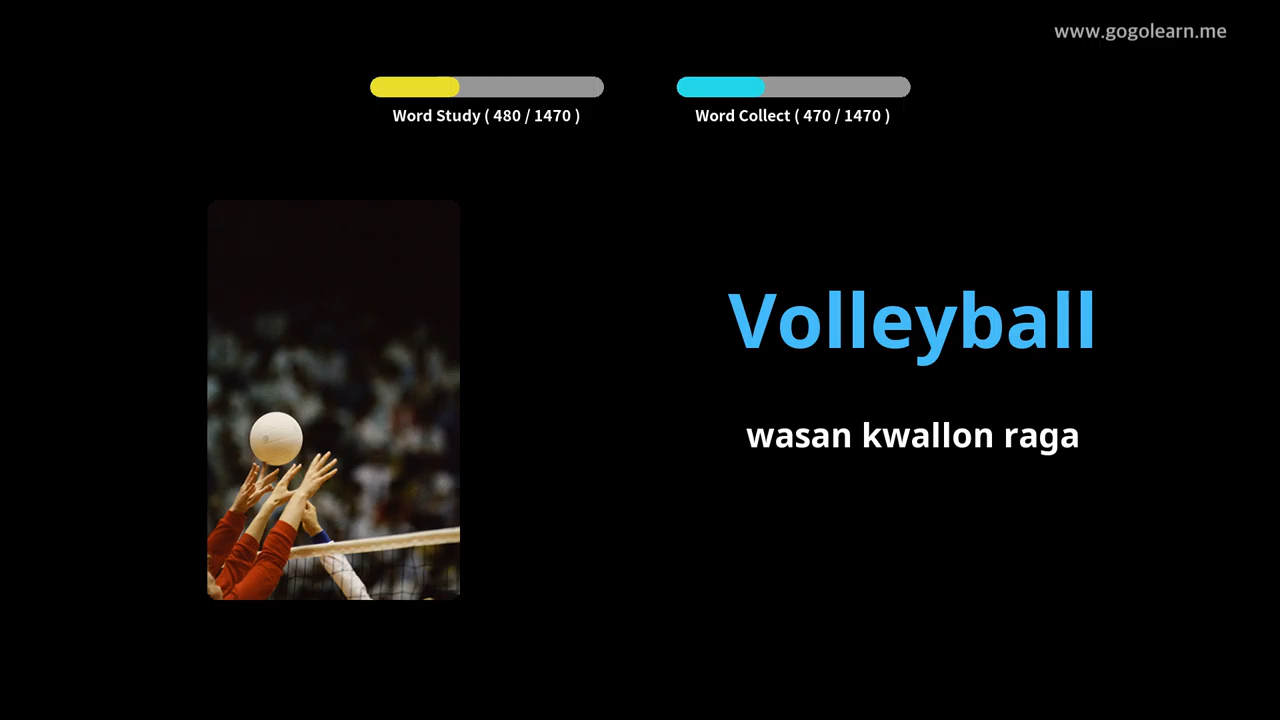 www.gogolearn.me
Word Study ( 480 / 1470 )
Word Collect ( 470 / 1470 )
Volleyball
wasan kwallon raga